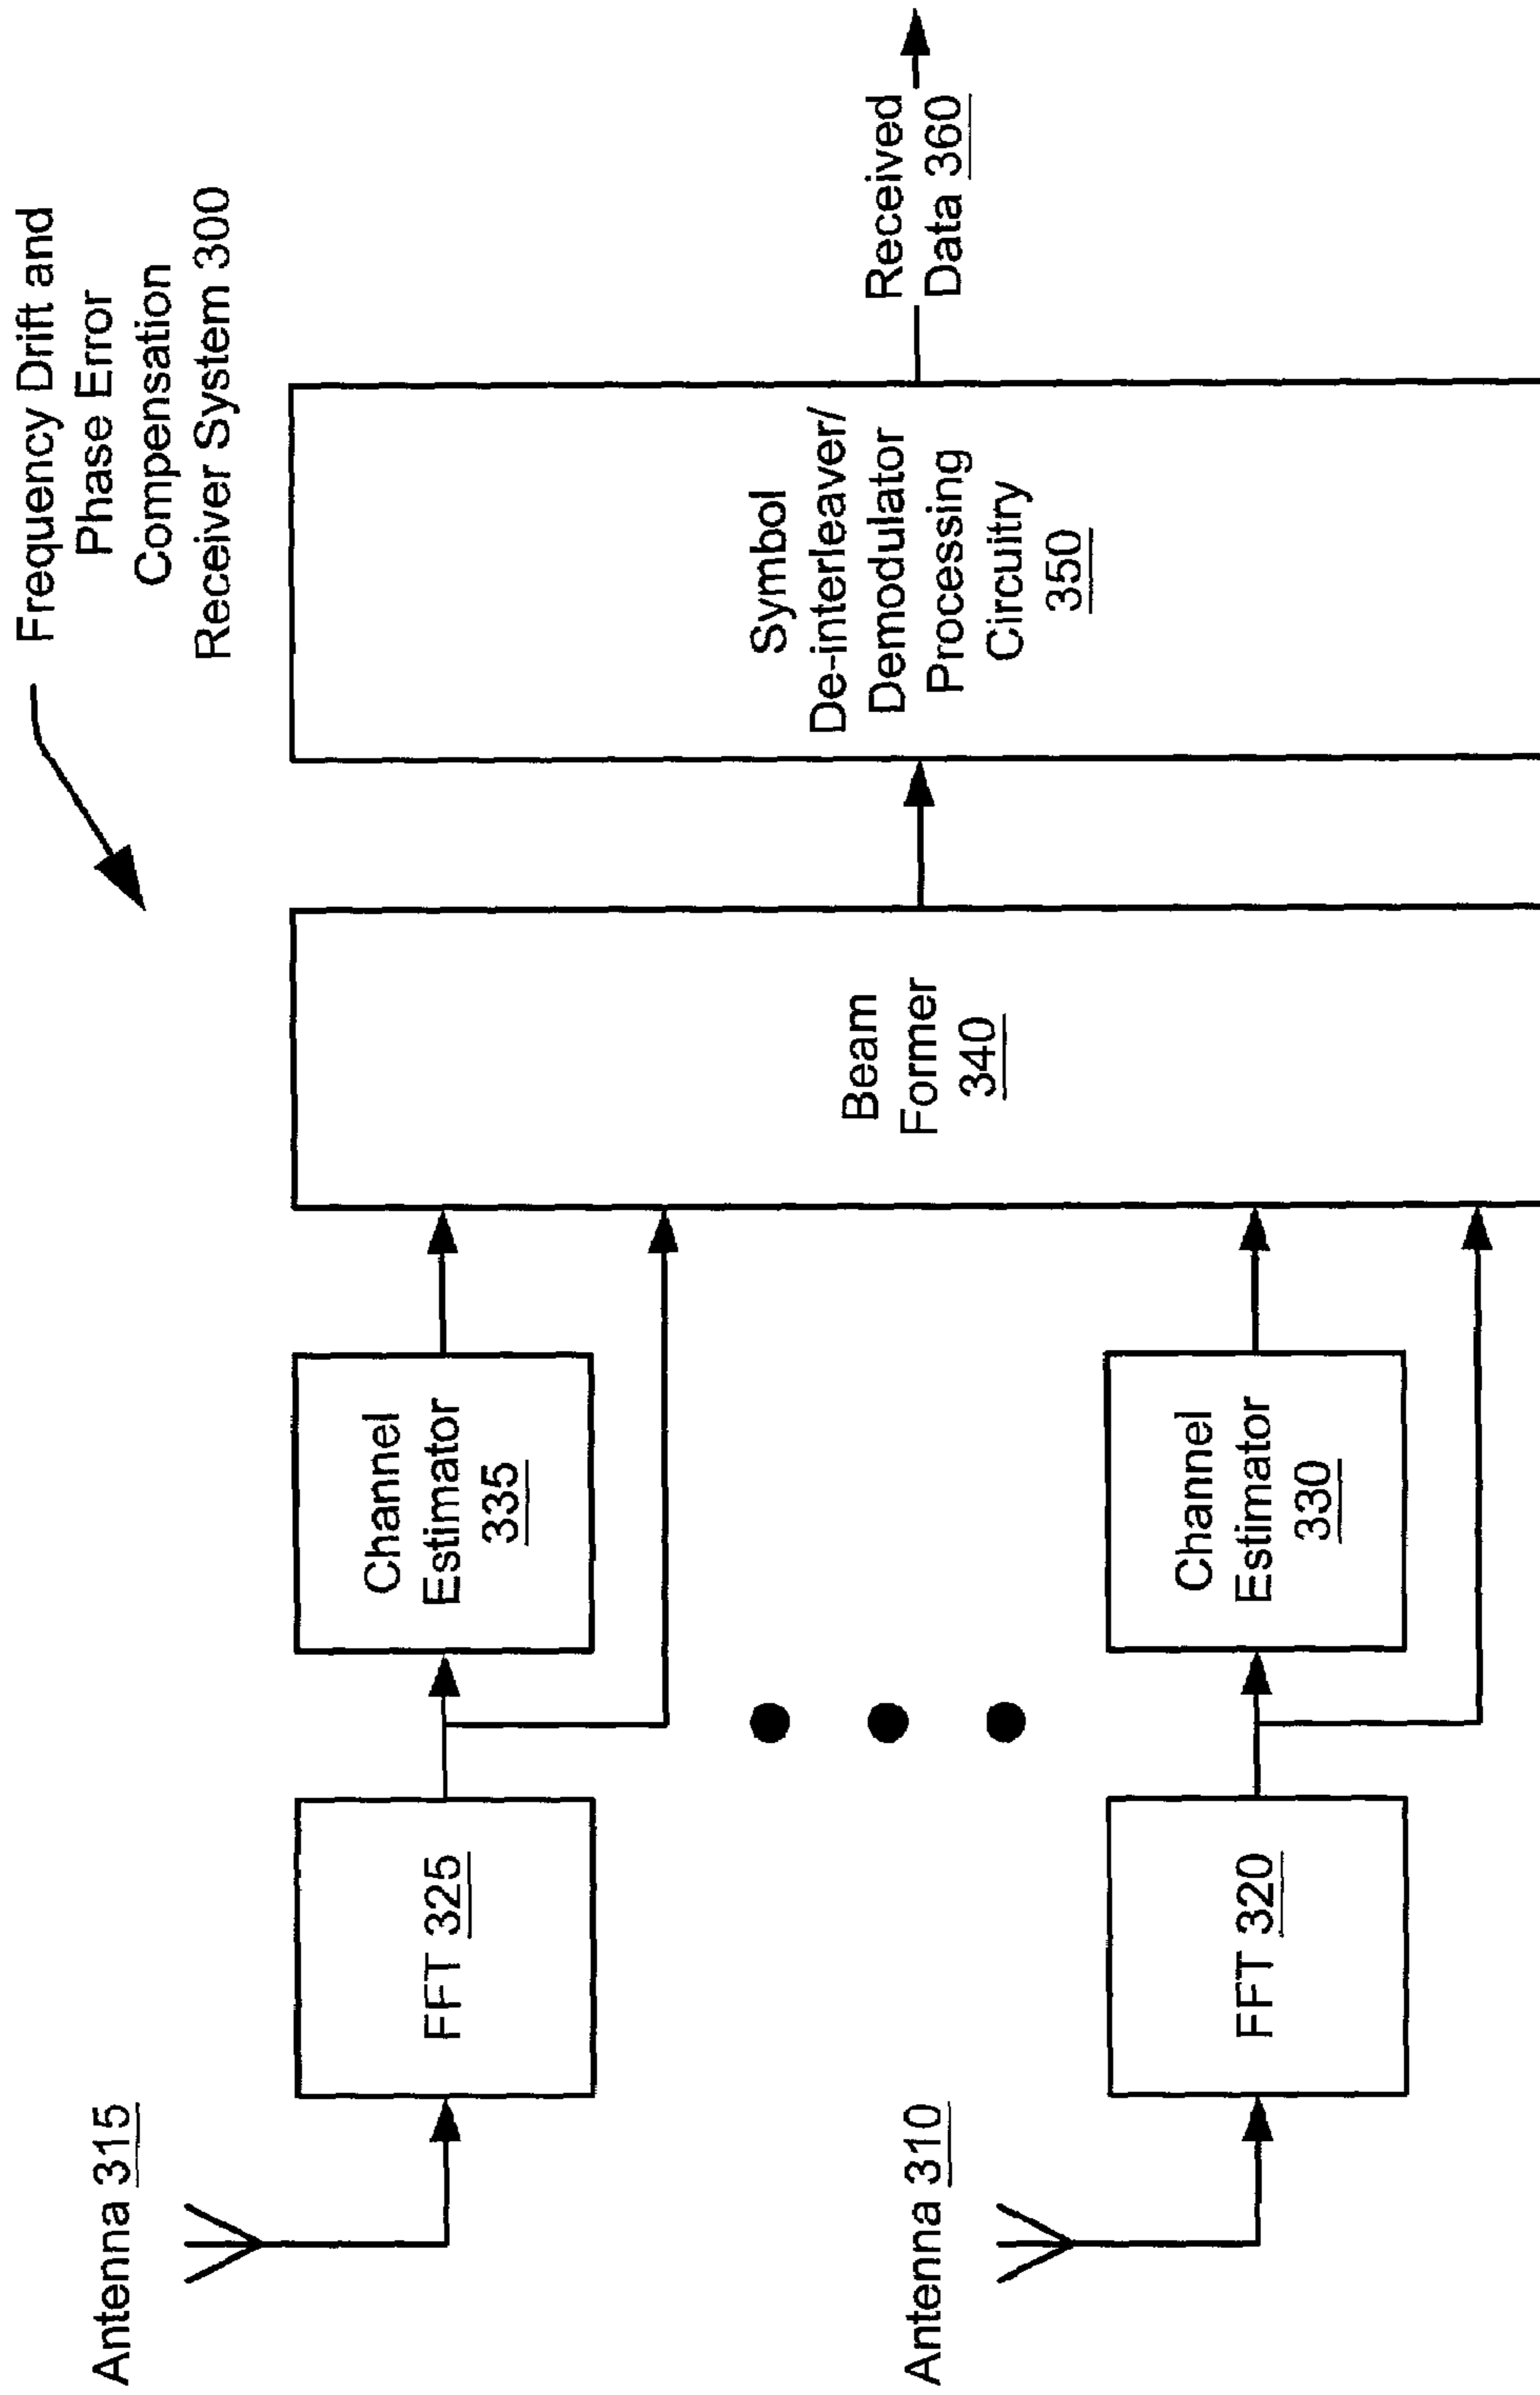 Frequency Drift and
Phase Error
Compensation
Receiver System 300
Antenna 315
FFT 325
Channel
Estimator
335
Beam
Former
340
Symbol
De-interleaver/
Demodulator
Processing
Circuitry
350
Received
Data 360
Antenna 310
FFT 320
Channel
Estimator
330